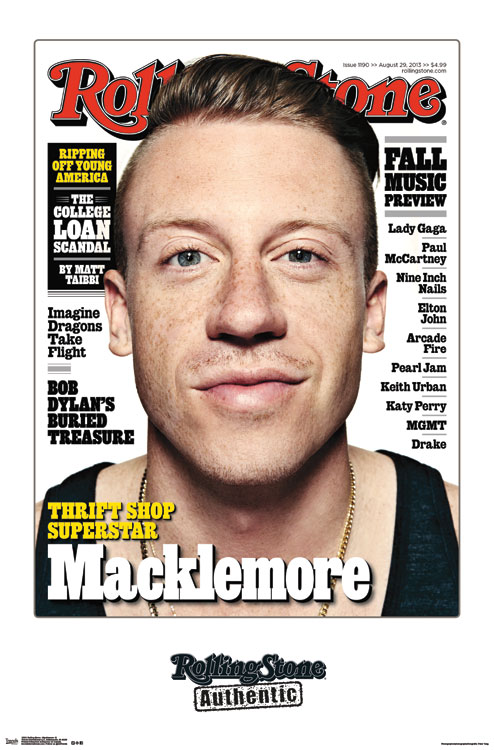 Issue 1190 >> August 29, 2013 >> $4.99
rollingstone.com
Rolling Stone
RIPPING
OFF YOUNG
AMERICA
THE
COLLEGE
LOAN
SCANDAL
BY MATT
TAIBBI
Imagine
Dragons
Take
Flight
BOB
DYLAN'S
BURIED
TREASURE
FALL
MUSIC
PREVIEW
Lady Gaga
Paul
McCartney
Nine Inch
Nails
Elton
John
Arcade
Fire
Pearl Jam
Keith Urban
Katy Perry
MGMT
Drake
THRIFT SHOP
SUPERSTAR
Macklemore
Rolling Stone
Authentic